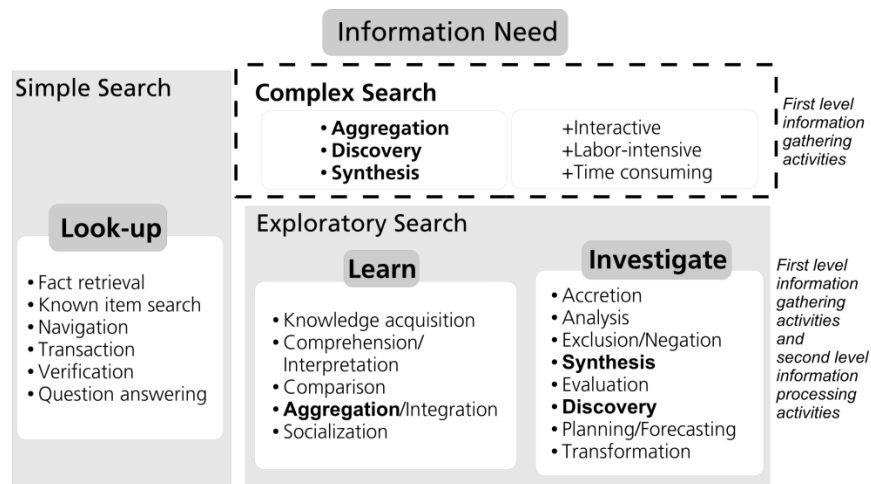 Information Need
Simple Search
Complex Search
• Aggregation
• Discovery
• Synthesis
+Interactive
+Labor-intensive
+Time consuming
First level
information
gathering
activities
Look-up
• Fact retrieval
• Known item search
• Navigation
• Transaction
• Verification
• Question answering
Exploratory Search
Learn
• Knowledge acquisition
• Comprehension/
Interpretation
• Comparison
• Aggregation/Integration
• Socialization
Investigate
• Accretion
• Analysis
• Exclusion/Negation
• Synthesis
• Evaluation
• Discovery
• Planning/Forecasting
• Transformation
First level
information
gathering
activities
and
second level
information
processing
activities